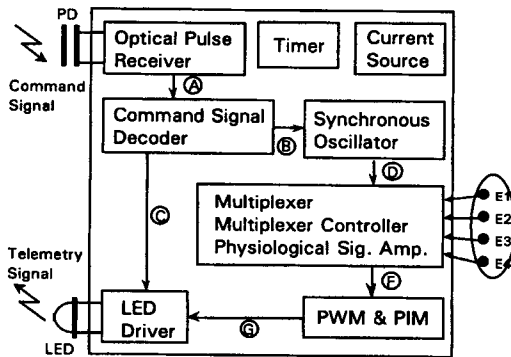 PD
Optical Pulse
Receiver
Timer
Current
Source
Command
Signal
A
Command Signal
Decoder
B
Synchronous
Oscillator
C
D
Multiplexer
Multiplexer Controller
Physiological Sig. Amp.
E1
E2
E3
E4
Telemetry
Signal
F
LED
Driver
G
PWM & PIM
LED